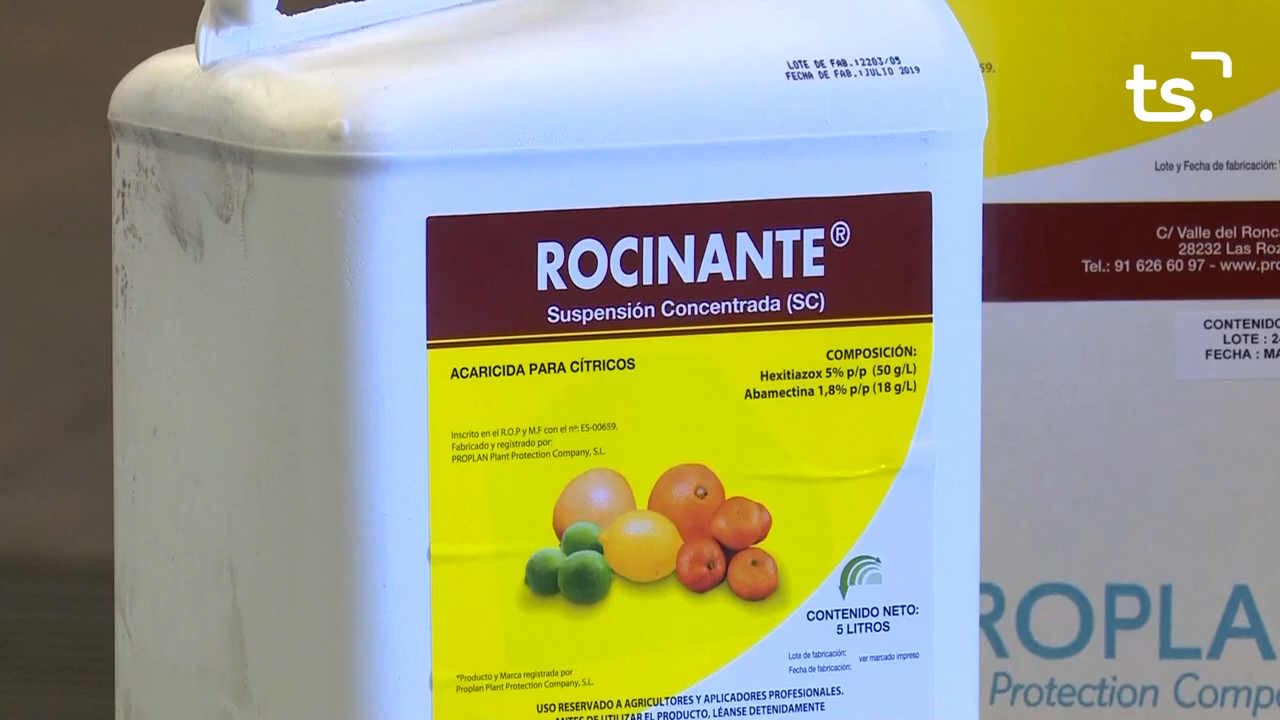 LOTE DE FAB.:2203/05
FECHA DE FAB.:JULIO 2019
ts.
59.
Lote y Fecha de fabricación:
ROCINANTE®
Suspensión Concentrada (SC)
ACARICIDA PARA CÍTRICOS
COMPOSICIÓN:
Hexitiazox 5% p/p (50 g/L)
Abamectina 1,8% p/p (18 g/L)
Inscrito en el R.O.P y M.F con el nº: ES-00659.
Fabricado y registrado por:
PROPLAN Plant Protection Company, S.L.
CONTENIDO NETO:
5 LITROS
Lote de fabricación:
Fecha de fabricación:
ver marcado impreso
*Producto y Marca registrada por
Proplan Plant Protection Company, S.L.
USO RESERVADO A AGRICULTORES Y APLICADORES PROFESIONALES.
ANTES DE UTILIZAR EL PRODUCTO, LÉANSE DETENIDAMENTE
C/ Valle del Ronc
28232 Las Roz
Tel.: 91 626 60 97 - www.pro
CONTENIDO
LOTE : 2
FECHA : MA
ROPLA
Protection Comp